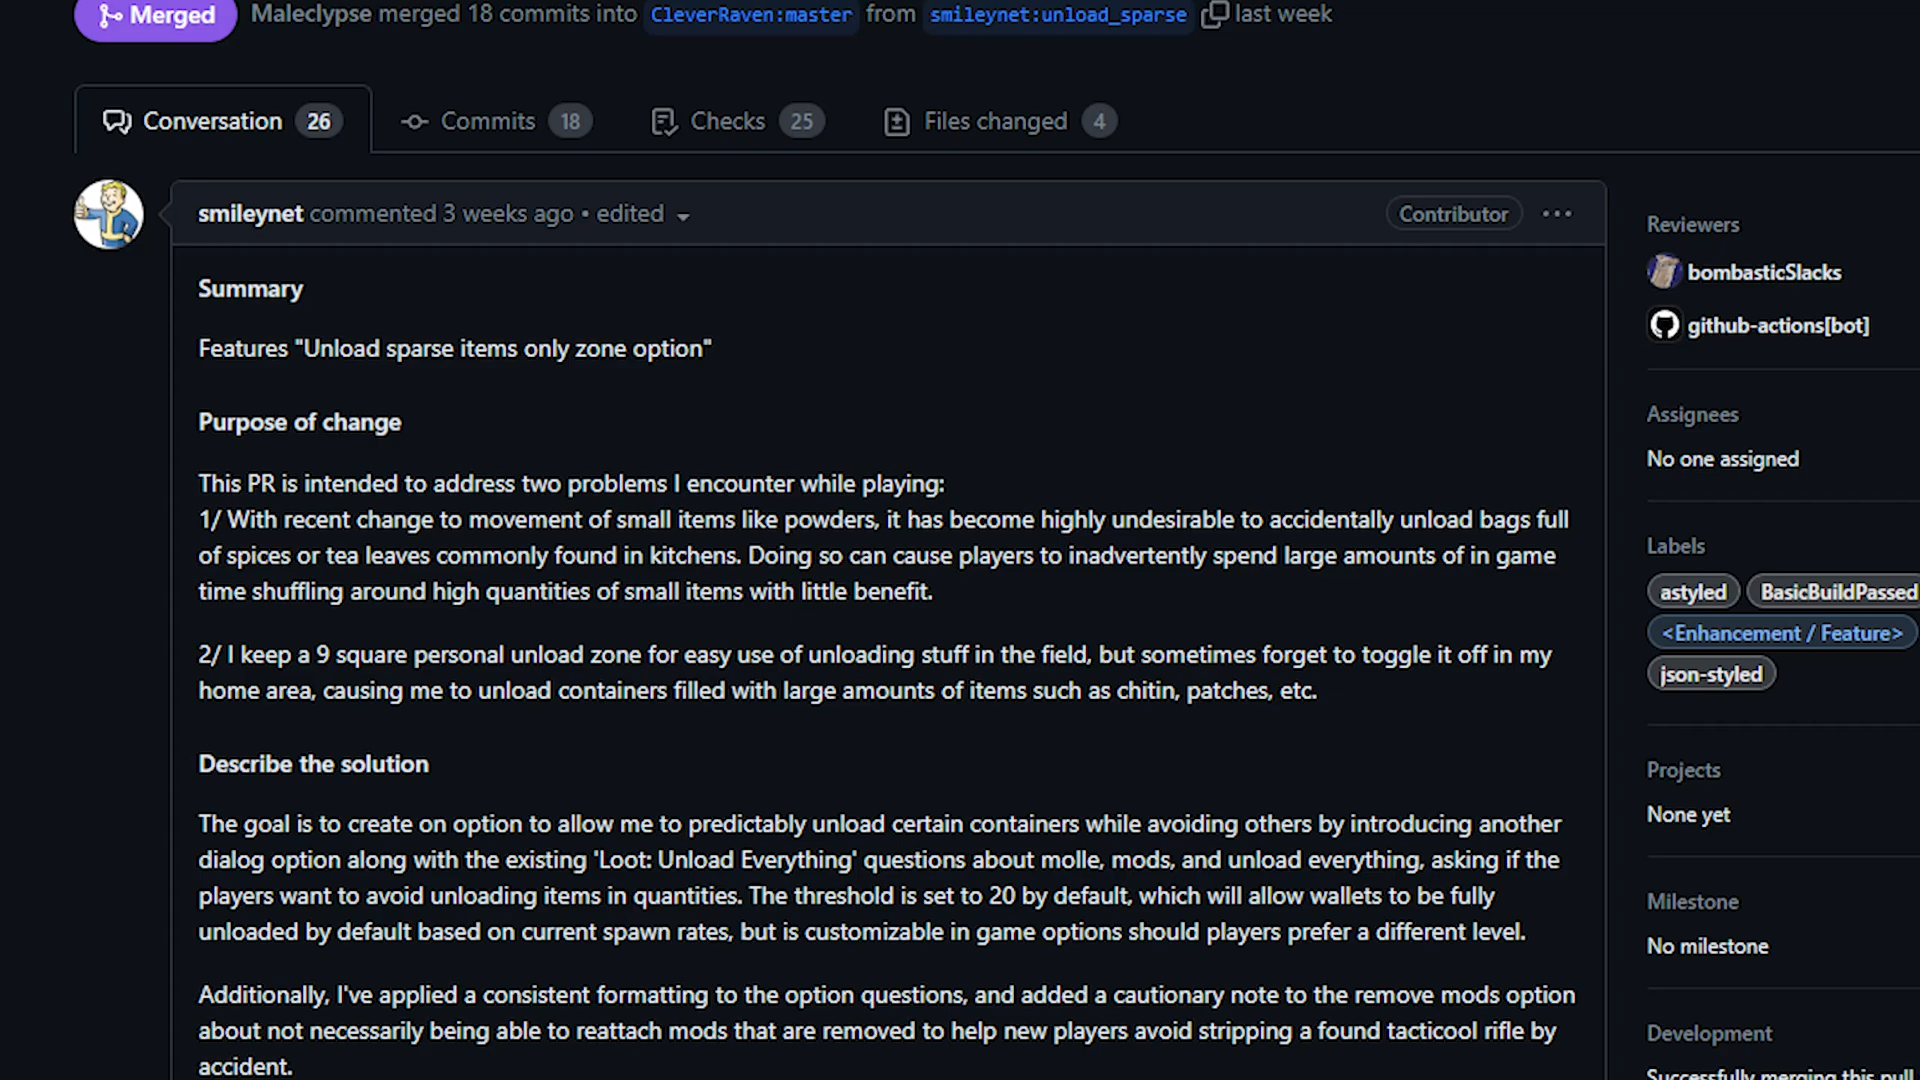 Merged Maleclypse merged 18 commits into CleverRaven:master from smileynet:unload_sparse last week
Conversation 26 Commits 18 Checks 25 Files changed 4
smileynet commented 3 weeks ago • edited Contributor
Summary
Features "Unload sparse items only zone option"
Purpose of change
This PR is intended to address two problems I encounter while playing:
1/ With recent change to movement of small items like powders, it has become highly undesirable to accidentally unload bags full
of spices or tea leaves commonly found in kitchens. Doing so can cause players to inadvertently spend large amounts of in game
time shuffling around high quantities of small items with little benefit.
2/ I keep a 9 square personal unload zone for easy use of unloading stuff in the field, but sometimes forget to toggle it off in my
home area, causing me to unload containers filled with large amounts of items such as chitin, patches, etc.
Describe the solution
The goal is to create on option to allow me to predictably unload certain containers while avoiding others by introducing another
dialog option along with the existing 'Loot: Unload Everything' questions about molle, mods, and unload everything, asking if the
players want to avoid unloading items in quantities. The threshold is set to 20 by default, which will allow wallets to be fully
unloaded by default based on current spawn rates, but is customizable in game options should players prefer a different level.
Additionally, I've applied a consistent formatting to the option questions, and added a cautionary note to the remove mods option
about not necessarily being able to reattach mods that are removed to help new players avoid stripping a found tacticool rifle by
accident.
Reviewers
bombasticSlacks
github-actions[bot]
Assignees
No one assigned
Labels
astyled BasicBuildPassed
<Enhancement / Feature>
json-styled
Projects
None yet
Milestone
No milestone
Development
Successfully merging this pull